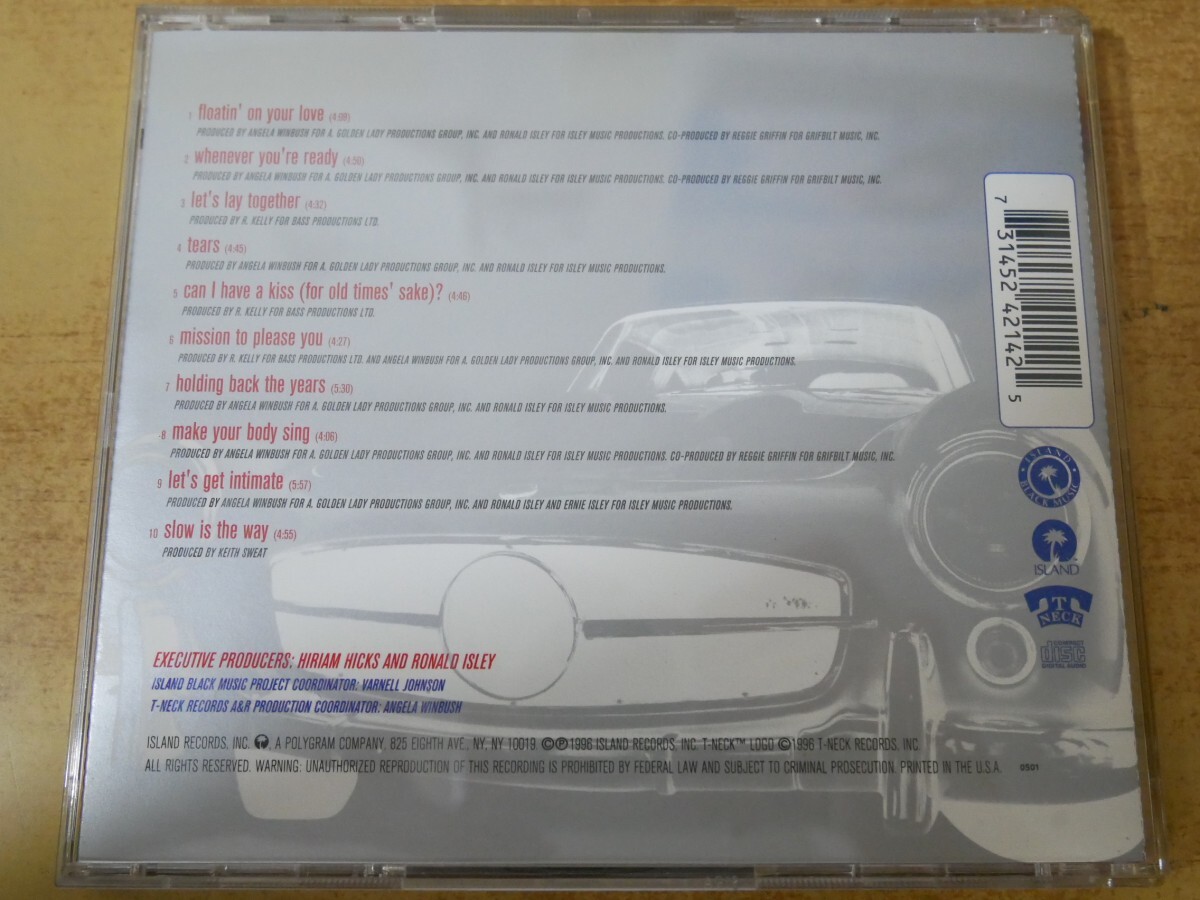 1 floatin' on your love (4:08)
PRODUCED BY ANGELA WINBUSH FOR A. GOLDEN LADY PRODUCTIONS GROUP, INC. AND RONALD ISLEY FOR ISLEY MUSIC PRODUCTIONS. CO-PRODUCED BY REGGIE GRIFFIN FOR GRIFBILT MUSIC, INC.
2 whenever you're ready (4:50)
PRODUCED BY ANGELA WINBUSH FOR A. GOLDEN LADY PRODUCTIONS GROUP, INC. AND RONALD ISLEY FOR ISLEY MUSIC PRODUCTIONS. CO-PRODUCED BY REGGIE GRIFFIN FOR GRIFBILT MUSIC, INC.
3 let's lay together (4:32)
PRODUCED BY R. KELLY FOR BASS PRODUCTIONS LTD.
4 tears (4:45)
PRODUCED BY ANGELA WINBUSH FOR A. GOLDEN LADY PRODUCTIONS GROUP, INC. AND RONALD ISLEY FOR ISLEY MUSIC PRODUCTIONS.
5 can I have a kiss (for old times' sake)? (4:46)
PRODUCED BY R. KELLY FOR BASS PRODUCTIONS LTD.
6 mission to please you (4:27)
PRODUCED BY R. KELLY FOR BASS PRODUCTIONS LTD. AND ANGELA WINBUSH FOR A. GOLDEN LADY PRODUCTIONS GROUP, INC. AND RONALD ISLEY FOR ISLEY MUSIC PRODUCTIONS.
7 holding back the years (5:30)
PRODUCED BY ANGELA WINBUSH FOR A. GOLDEN LADY PRODUCTIONS GROUP, INC. AND RONALD ISLEY FOR ISLEY MUSIC PRODUCTIONS.
8 make your body sing (4:06)
PRODUCED BY ANGELA WINBUSH FOR A. GOLDEN LADY PRODUCTIONS GROUP, INC. AND RONALD ISLEY FOR ISLEY MUSIC PRODUCTIONS. CO-PRODUCED BY REGGIE GRIFFIN FOR GRIFBILT MUSIC, INC.
9 let's get intimate (5:57)
PRODUCED BY ANGELA WINBUSH FOR A. GOLDEN LADY PRODUCTIONS GROUP, INC. AND RONALD ISLEY AND ERNIE ISLEY FOR ISLEY MUSIC PRODUCTIONS.
10 slow is the way (4:55)
PRODUCED BY KEITH SWEAT
EXECUTIVE PRODUCERS: HIRIAM HICKS AND RONALD ISLEY
ISLAND BLACK MUSIC PROJECT COORDINATOR: VARNELL JOHNSON
T-NECK RECORDS A&R PRODUCTION COORDINATOR: ANGELA WINBUSH
ISLAND RECORDS, INC. , A POLYGRAM COMPANY, 825 EIGHTH AVE., NY, NY 10019. ©℗1996 ISLAND RECORDS, INC. T-NECK™ LOGO ©1996 T-NECK RECORDS, INC.
ALL RIGHTS RESERVED. WARNING: UNAUTHORIZED REPRODUCTION OF THIS RECORDING IS PROHIBITED BY FEDERAL LAW AND SUBJECT TO CRIMINAL PROSECUTION. PRINTED IN THE U.S.A. 0501
7 31452 42142 5
ISLAND BLACK MUSIC
ISLAND
T NECK
COMPACT disc DIGITAL AUDIO